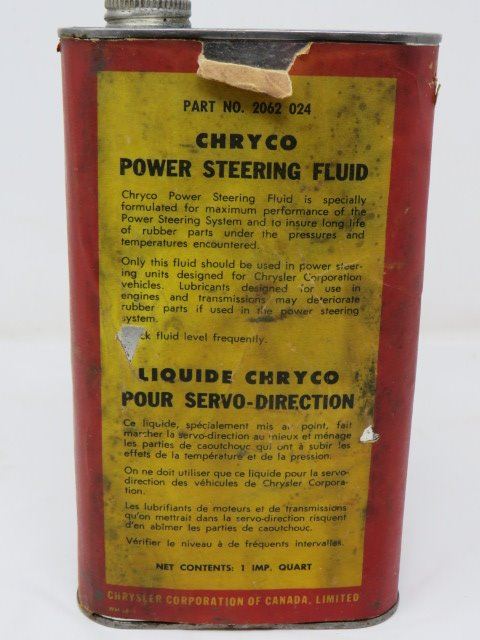 PART NO. 2062 024
CHRYCO
POWER STEERING FLUID
Chryco Power Steering Fluid is specially
formulated for maximum performance of the
Power Steering System and to insure long life
of rubber parts under the pressures and
temperatures encountered.
Only this fluid should be used in power steer-
ing units designed for Chrysler Corporation
vehicles. Lubricants designed for use in
engines and transmissions may deteriorate
rubber parts if used in the power steering
system.
ck fluid level frequently.
LIQUIDE CHRYCO
POUR SERVO-DIRECTION
Ce liquide, spécialement mis au point, fait
marcher la servo-direction au mieux et ménage
les parties de caoutchouc qui ont à subir les
effets de la température et de la pression.
On ne doit utiliser que ce liquide pour la servo-
direction des véhicules de Chrysler Corpora-
tion.
Les lubrifiants de moteurs et de transmissions
qu'on mettrait dans la servo-direction risquent
d'en abîmer les parties de caoutchouc.
Vérifier le niveau à de fréquents intervalles.
NET CONTENTS: 1 IMP. QUART
CHRYSLER CORPORATION OF CANADA, LIMITED